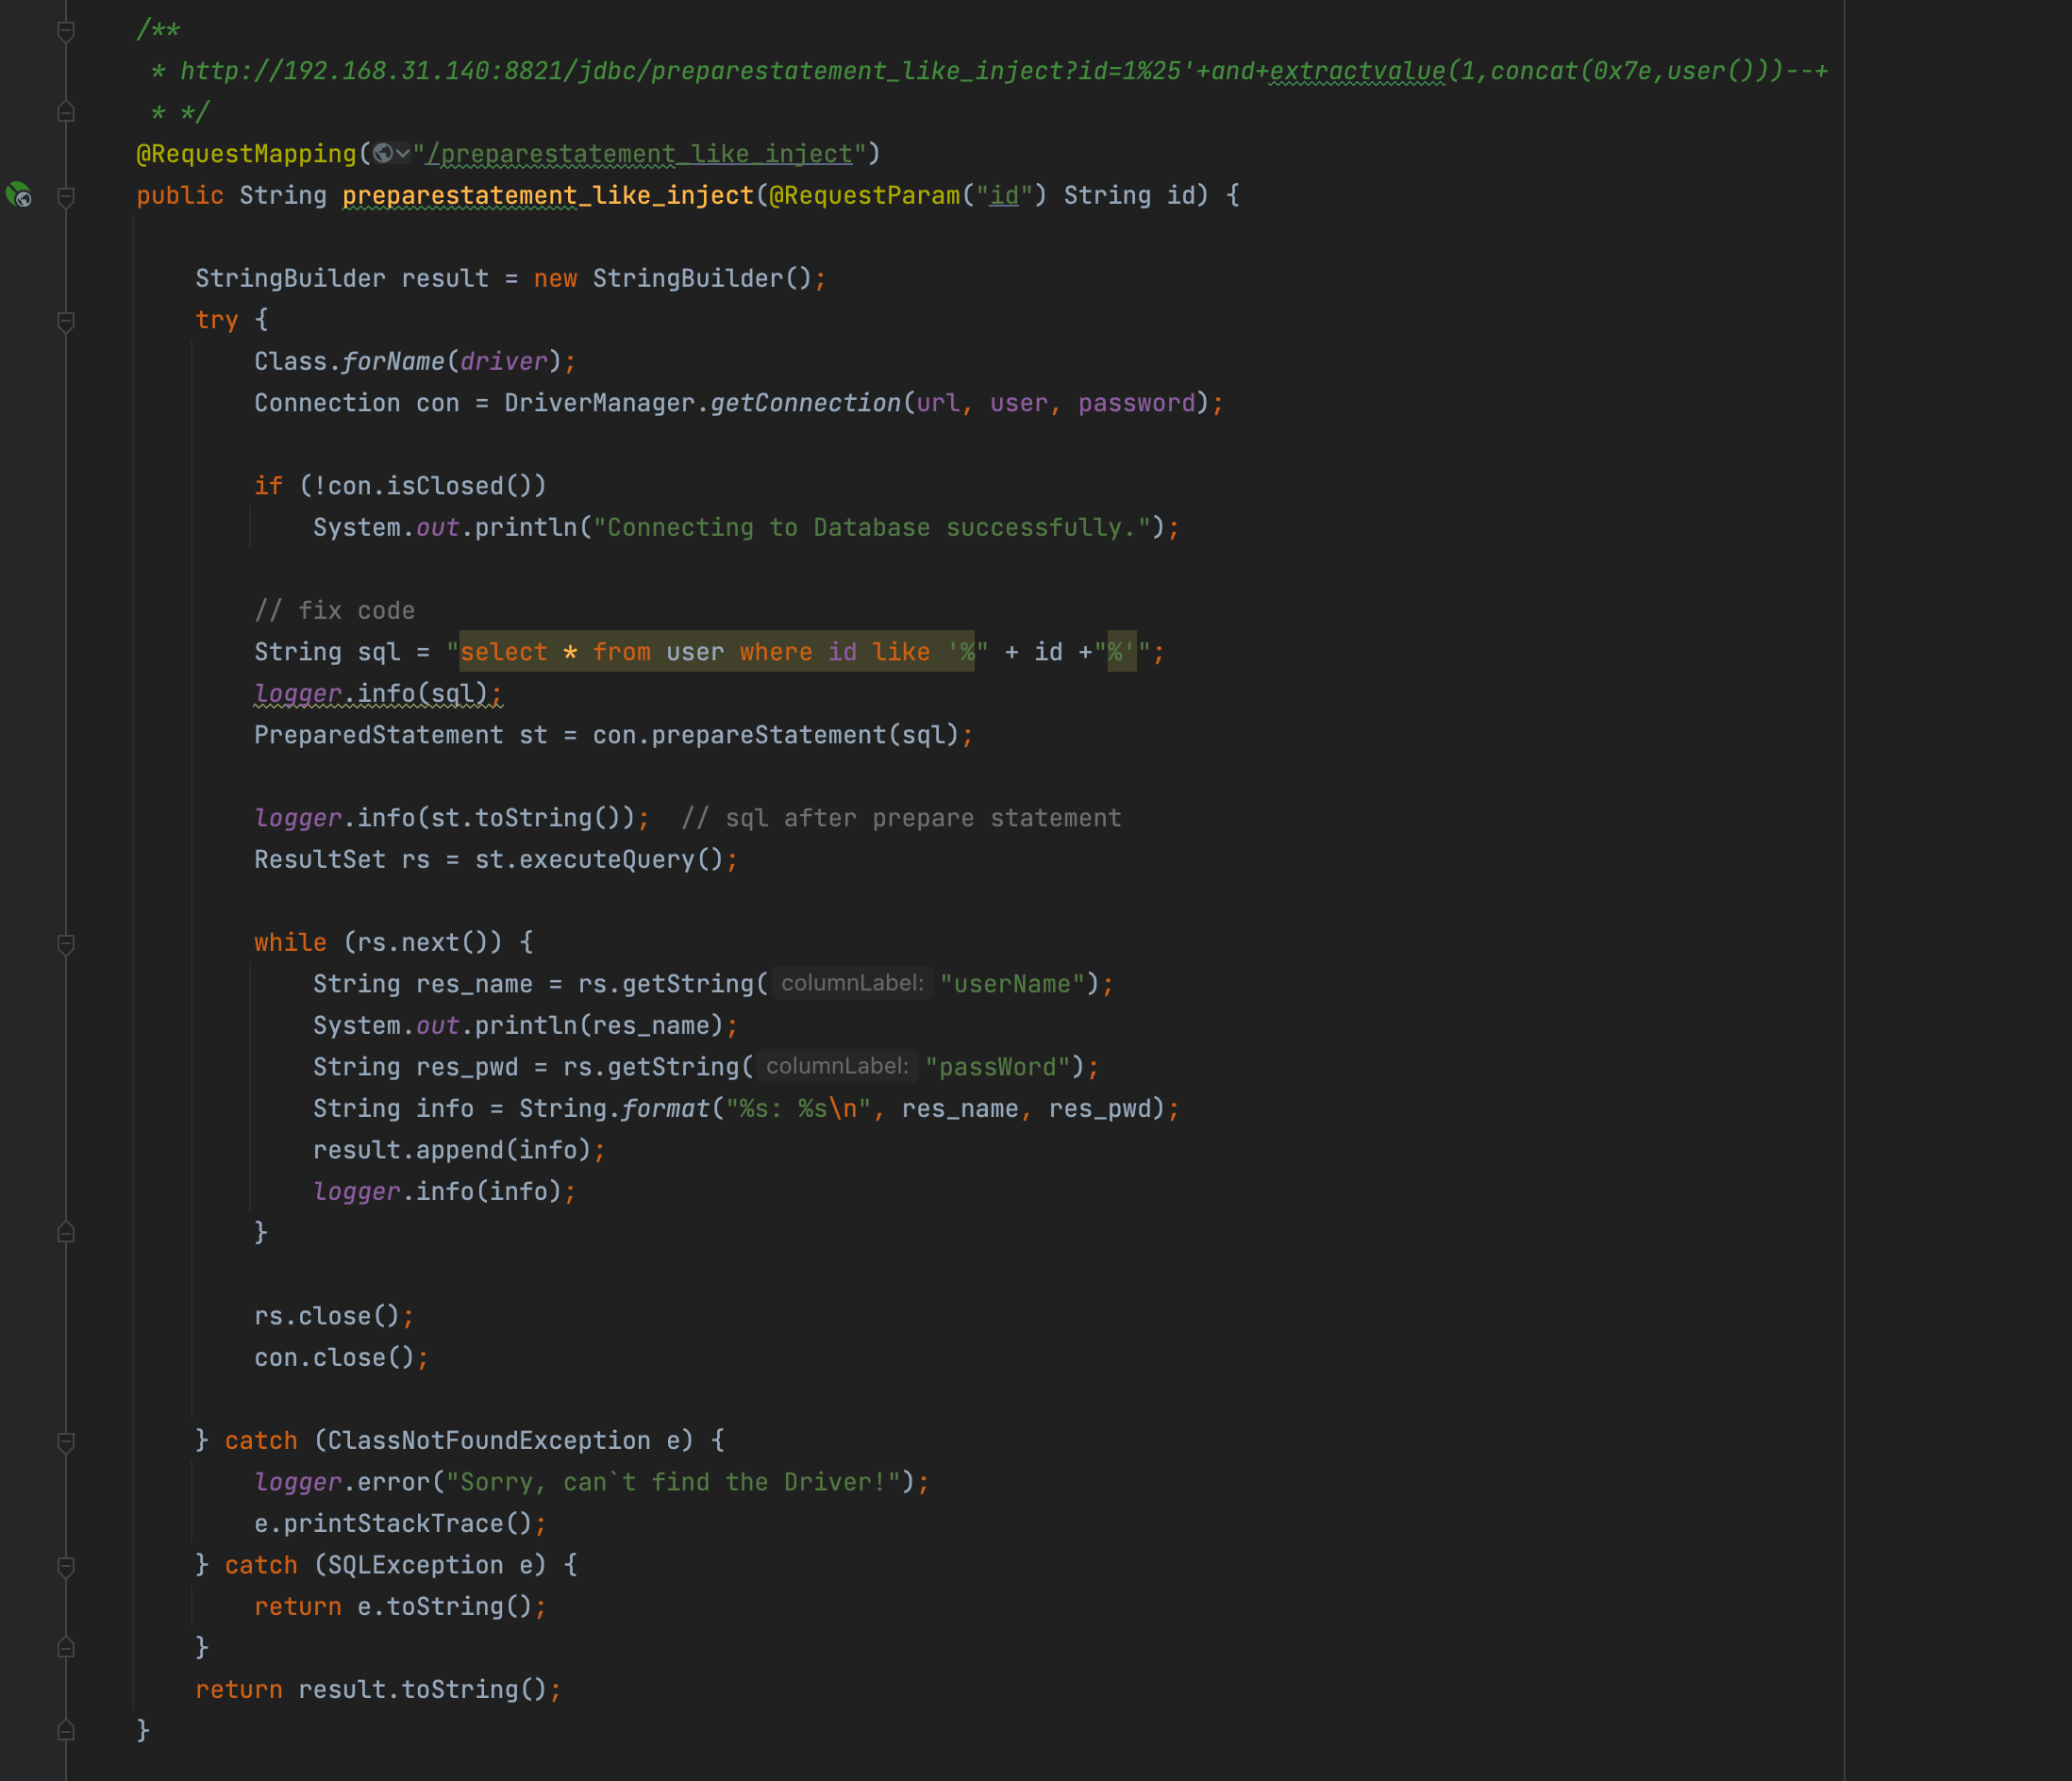 /**
* http://192.168.31.140:8821/jdbc/preparestatement_like_inject?id=1%25'+and+extractvalue(1,concat(0x7e,user()))--+
* */
@RequestMapping("/preparestatement_like_inject")
public String preparestatement_like_inject(@RequestParam("id") String id) {
StringBuilder result = new StringBuilder();
try {
Class.forName(driver);
Connection con = DriverManager.getConnection(url, user, password);
if (!con.isClosed())
System.out.println("Connecting to Database successfully.");
// fix code
String sql = "select * from user where id like '%" + id +"%'";
logger.info(sql);
PreparedStatement st = con.prepareStatement(sql);
logger.info(st.toString());  // sql after prepare statement
ResultSet rs = st.executeQuery();
while (rs.next()) {
String res_name = rs.getString( columnLabel: "userName");
System.out.println(res_name);
String res_pwd = rs.getString( columnLabel: "passWord");
String info = String.format("%s: %s\n", res_name, res_pwd);
result.append(info);
logger.info(info);
}
rs.close();
con.close();
} catch (ClassNotFoundException e) {
logger.error("Sorry, can`t find the Driver!");
e.printStackTrace();
} catch (SQLException e) {
return e.toString();
}
return result.toString();
}